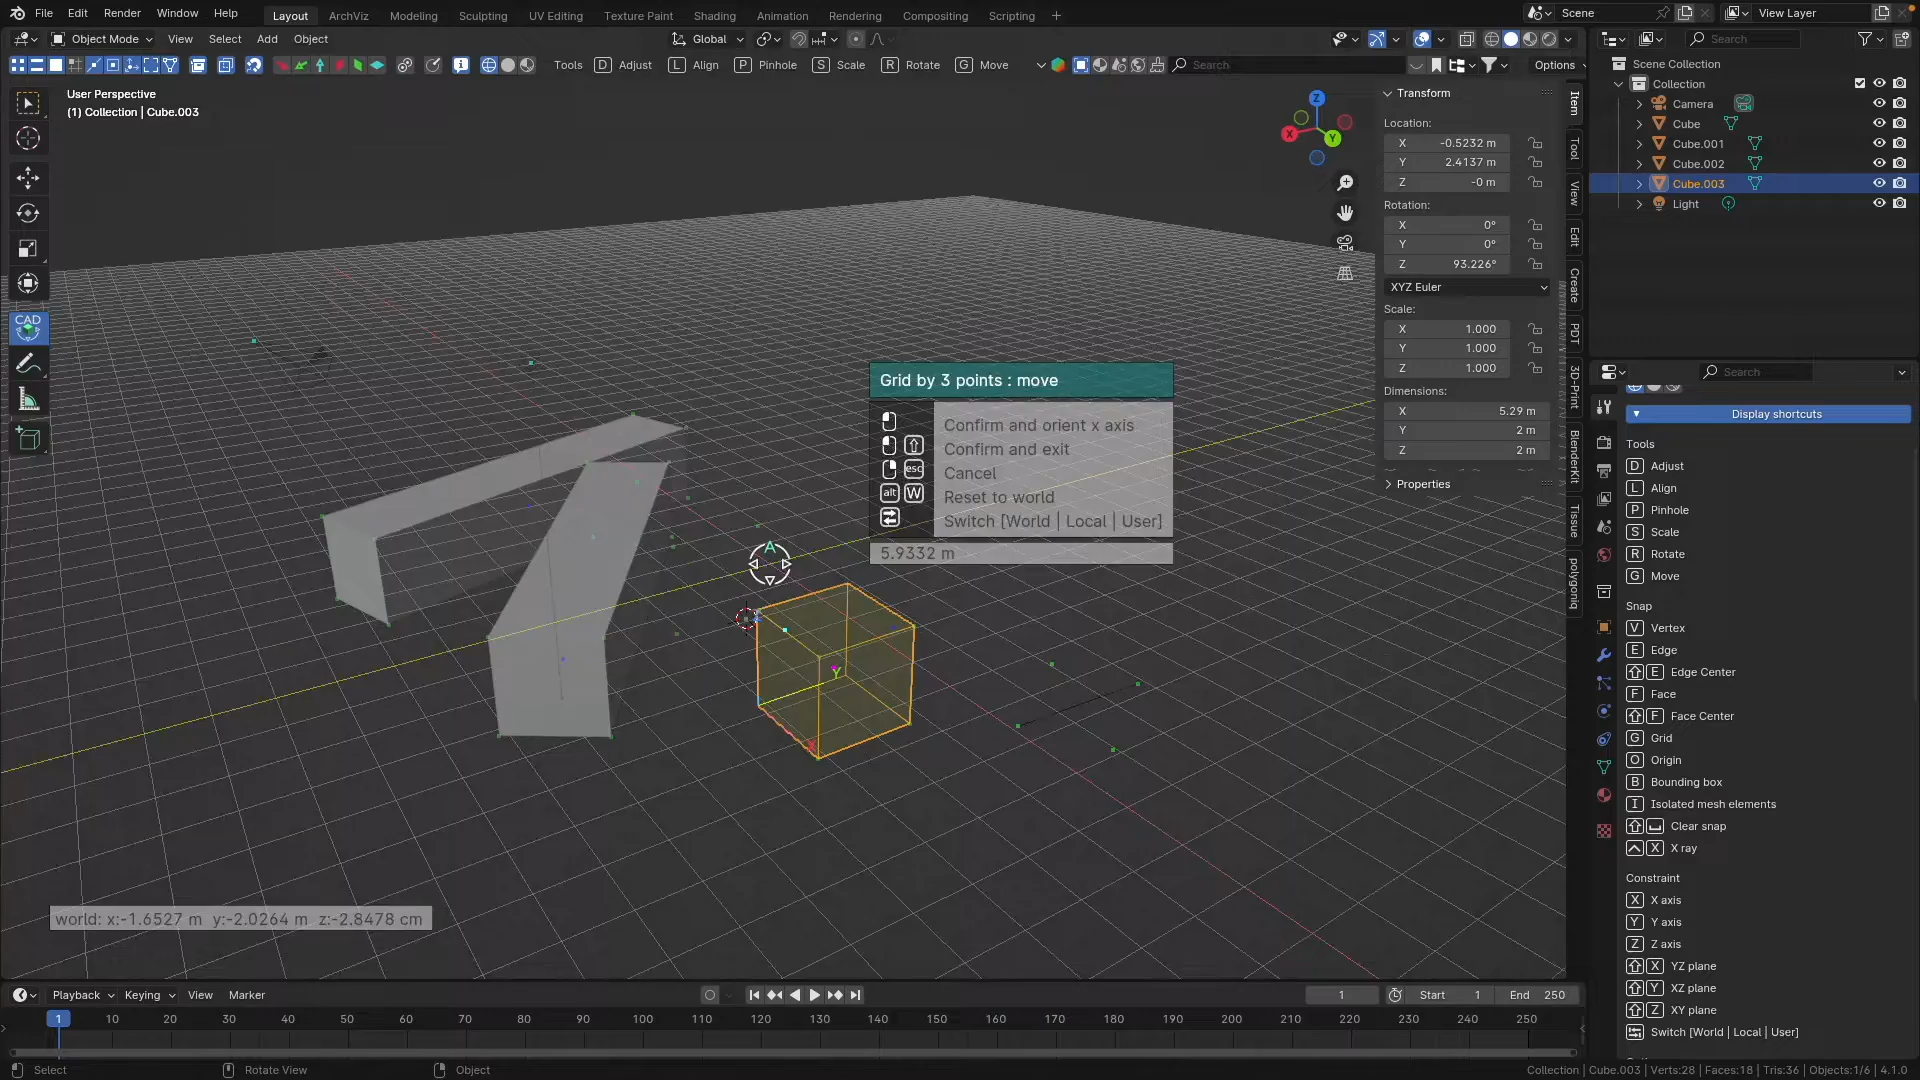 File Edit Render Window Help Layout ArchViz Modeling Sculpting UV Editing Texture Paint Shading Animation Rendering Compositing Scripting + Scene View Layer
Object Mode View Select Add Object Global Search
Tools D Adjust L Align P Pinhole S Scale R Rotate G Move Search Options
User Perspective
(1) Collection | Cube.003
Z
X
Y
Transform
Location:
X -0.5232 m
Y 2.4137 m
Z -0 m
Rotation:
X 0°
Y 0°
Z 93.226°
XYZ Euler
Scale:
X 1.000
Y 1.000
Z 1.000
Dimensions:
X 5.29 m
Y 2 m
Z 2 m
Properties
Item
Tool
View
Edit
Create
PDT
3D-Print
BlenderKit
Tissue
polygoniq
Scene Collection
Collection
Camera
Cube
Cube.001
Cube.002
Cube.003
Light
CAD
Grid by 3 points : move
Confirm and orient x axis
Confirm and exit
esc Cancel
alt W Reset to world
Switch [World | Local | User]
5.9332 m
A
Y
X
world: x:-1.6527 m y:-2.0264 m z:-2.8478 cm
Search
Display shortcuts
Tools
D Adjust
L Align
P Pinhole
S Scale
R Rotate
G Move
Snap
V Vertex
E Edge
E Edge Center
F Face
F Face Center
G Grid
O Origin
B Bounding box
I Isolated mesh elements
Clear snap
X X ray
Constraint
X X axis
Y Y axis
Z Z axis
X YZ plane
Y XZ plane
Z XY plane
Switch [World | Local | User]
Playback Keying View Marker 1 Start 1 End 250
1 10 20 30 40 50 60 70 80 90 100 110 120 130 140 150 160 170 180 190 200 210 220 230 240 250
Select Rotate View Object Collection | Cube.003 | Verts:28 | Faces:18 | Tris:36 | Objects:1/6 | 4.1.0